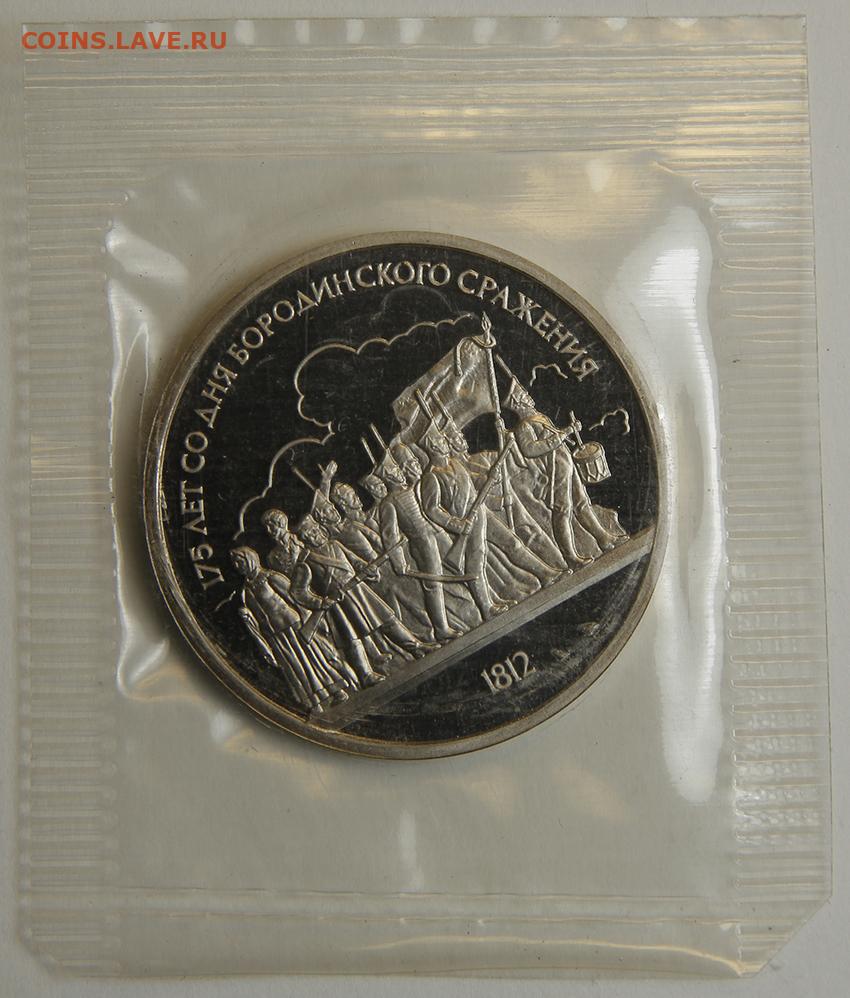 COINS.LAVE.RU
175 ЛЕТ СО ДНЯ БОРОДИНСКОГО СРАЖЕНИЯ
1812